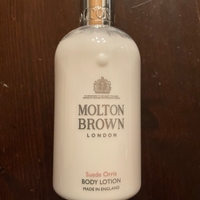 MOLTON
BROWN
LONDON
Suede Orris
BODY LOTION
MADE IN ENGLAND